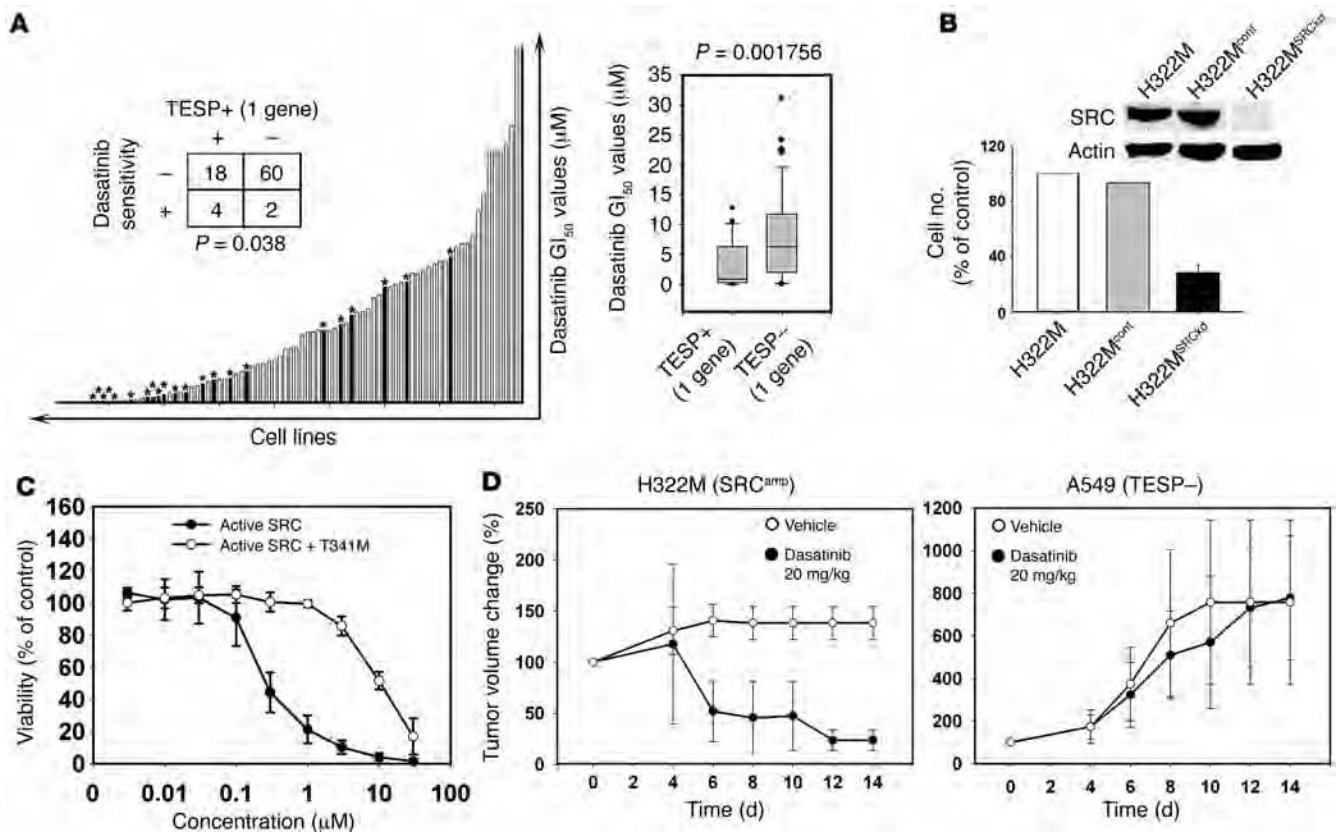 A
TESP+ (1 gene)
+ −
Dasatinib
sensitivity
− 18 60
+ 4 2
P = 0.038
Dasatinib GI50 values (μM)
Cell lines
P = 0.001756
Dasatinib GI50 values (μM)
35
30
25
20
15
10
5
0
TESP+
(1 gene)
TESP–
(1 gene)
B
H322M
H322Mcont
H322MSRCkd
SRC
Actin
Cell no.
(% of control)
120
80
40
0
H322M
H322Mcont
H322MSRCkd
C
Viability (% of control)
160
140
120
100
80
60
40
20
0
Active SRC
Active SRC + T341M
0 0.01 0.1 1 10 100
Concentration (μM)
D
H322M (SRCamp)
Tumor volume change (%)
250
200
150
100
50
0
Vehicle
Dasatinib
20 mg/kg
0 2 4 6 8 10 12 14
Time (d)
A549 (TESP–)
1200
1000
800
600
400
200
0
Vehicle
Dasatinib
20 mg/kg
0 2 4 6 8 10 12 14
Time (d)